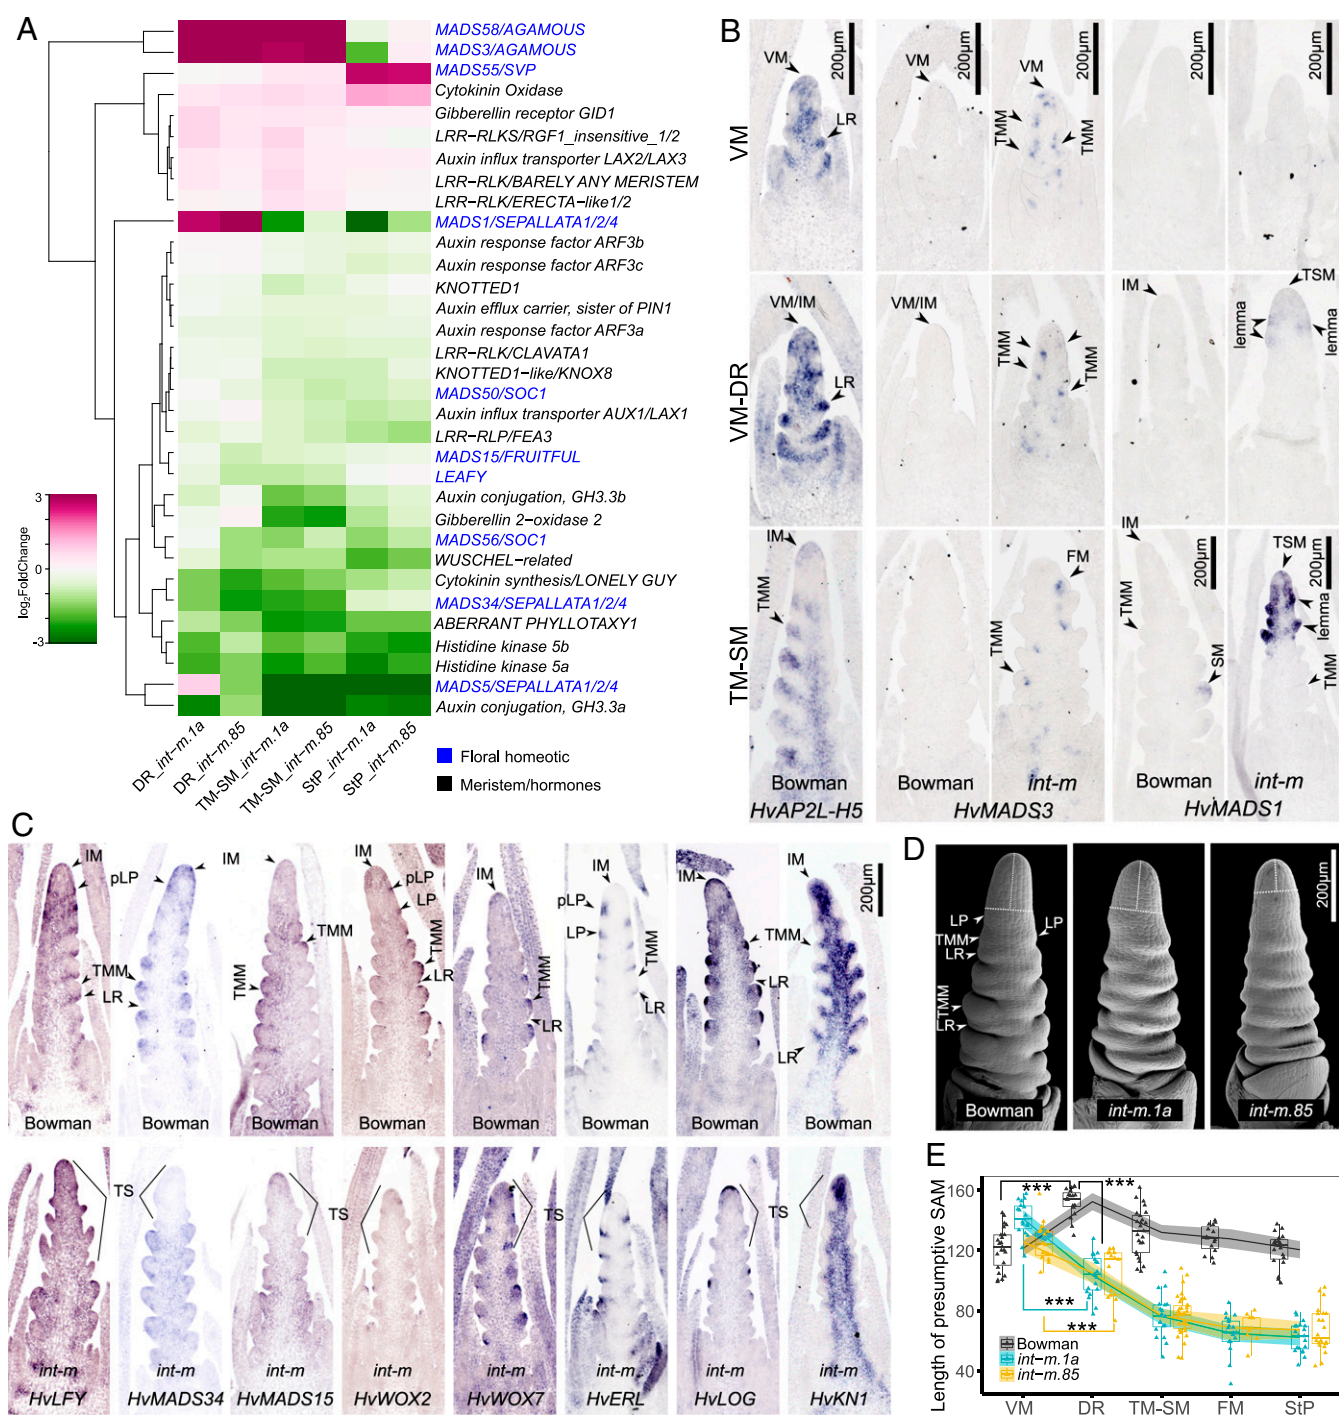 A
MADS58/AGAMOUS
MADS3/AGAMOUS
MADS55/SVP
Cytokinin Oxidase
Gibberellin receptor GID1
LRR−RLKS/RGF1_insensitive_1/2
Auxin influx transporter LAX2/LAX3
LRR−RLK/BARELY ANY MERISTEM
LRR−RLK/ERECTA−like1/2
MADS1/SEPALLATA1/2/4
Auxin response factor ARF3b
Auxin response factor ARF3c
KNOTTED1
Auxin efflux carrier, sister of PIN1
Auxin response factor ARF3a
LRR−RLK/CLAVATA1
KNOTTED1−like/KNOX8
MADS50/SOC1
Auxin influx transporter AUX1/LAX1
LRR−RLP/FEA3
MADS15/FRUITFUL
LEAFY
Auxin conjugation, GH3.3b
Gibberellin 2−oxidase 2
MADS56/SOC1
WUSCHEL−related
Cytokinin synthesis/LONELY GUY
MADS34/SEPALLATA1/2/4
ABERRANT PHYLLOTAXY1
Histidine kinase 5b
Histidine kinase 5a
MADS5/SEPALLATA1/2/4
Auxin conjugation, GH3.3a
3
0
-3
log2FoldChange
DR_int−m.1a
DR_int−m.85
TM-SM_int−m.1a
TM-SM_int−m.85
StP_int−m.1a
StP_int−m.85
Floral homeotic
Meristem/hormones
B
VM
VM
LR
200µm
VM
200µm
VM
TMM
TMM
200µm
200µm
VM-DR
VM/IM
LR
VM/IM
TMM
TMM
IM
TSM
lemma
lemma
TM-SM
IM
TMM
FM
TMM
IM
TMM
200µm
SM
TSM
200µm
lemma
TMM
Bowman
Bowman
int-m
Bowman
int-m
HvAP2L-H5
HvMADS3
HvMADS1
C
IM
pLP
TMM
LR
Bowman
Bowman
IM
TMM
TMM
Bowman
IM
pLP
LP
TMM
LR
Bowman
IM
TMM
LR
Bowman
pLP
LP
IM
TMM
LR
Bowman
IM
LR
Bowman
IM
TMM
LR
200µm
Bowman
TS
TS
TS
TS
int-m
int-m
int-m
int-m
int-m
int-m
int-m
int-m
HvLFY
HvMADS34
HvMADS15
HvWOX2
HvWOX7
HvERL
HvLOG
HvKN1
D
LP
TMM
LR
LP
TMM
LR
200µm
Bowman
int-m.1a
int-m.85
E
Length of presumptive SAM
160
120
80
40
***
***
***
***
Bowman
int-m.1a
int-m.85
VM
DR
TM-SM
FM
StP